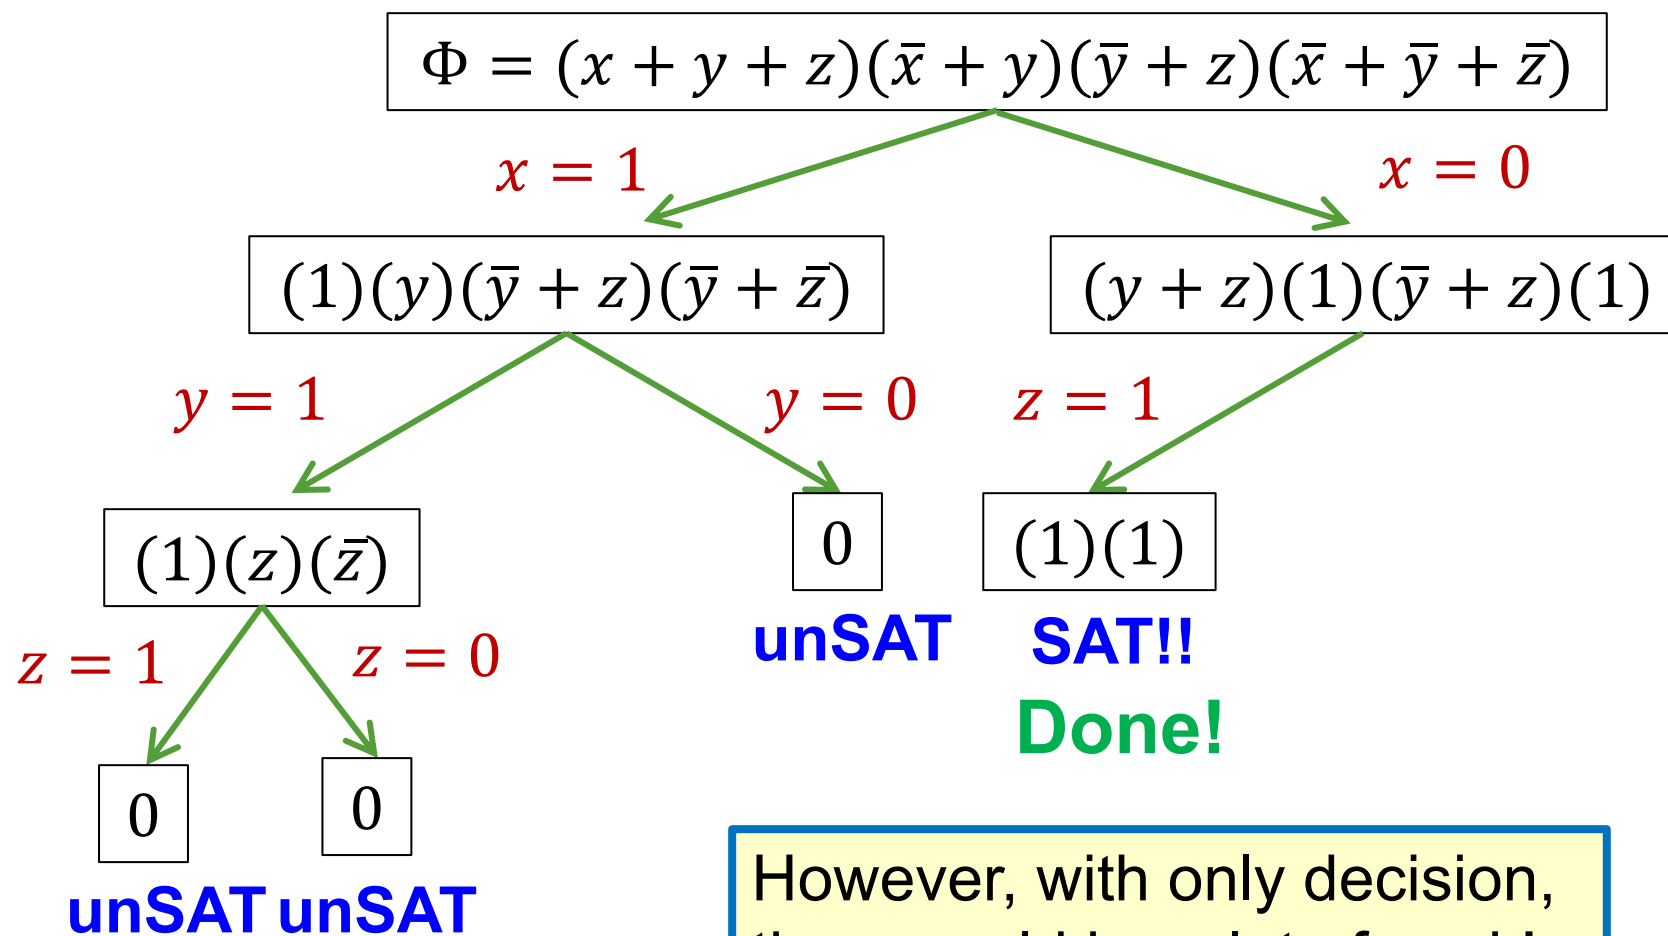 Φ = (x + y + z)(x̄ + y)(ȳ + z)(x̄ + ȳ + z̄)
x = 1
x = 0
(1)(y)(ȳ + z)(ȳ + z̄)
(y + z)(1)(ȳ + z)(1)
y = 1
y = 0
z = 1
(1)(z)(z̄)
0
(1)(1)
unSAT
SAT!!
z = 1
z = 0
Done!
0
0
unSAT
unSAT
However, with only decision,